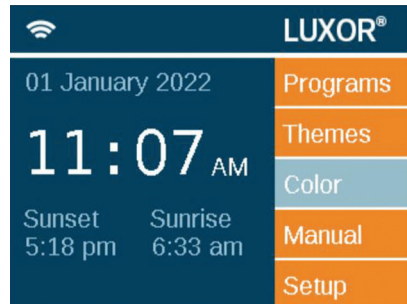 LUXOR®
01 January 2022
11:07 AM
Sunset Sunrise
5:18 pm 6:33 am
Programs
Themes
Color
Manual
Setup